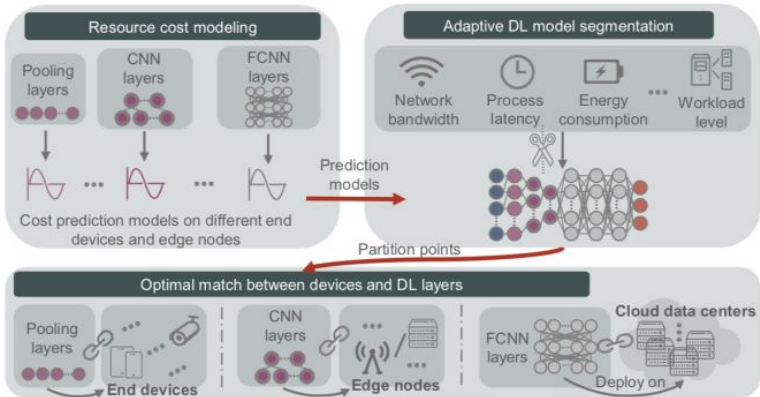 Resource cost modeling
Pooling
layers
CNN
layers
FCNN
layers
Cost prediction models on different end
devices and edge nodes
Prediction
models
Adaptive DL model segmentation
Network
bandwidth
Process
latency
Energy
consumption
Workload
level
Partition points
Optimal match between devices and DL layers
Pooling
layers
End devices
CNN
layers
Edge nodes
FCNN
layers
Cloud data centers
Deploy on